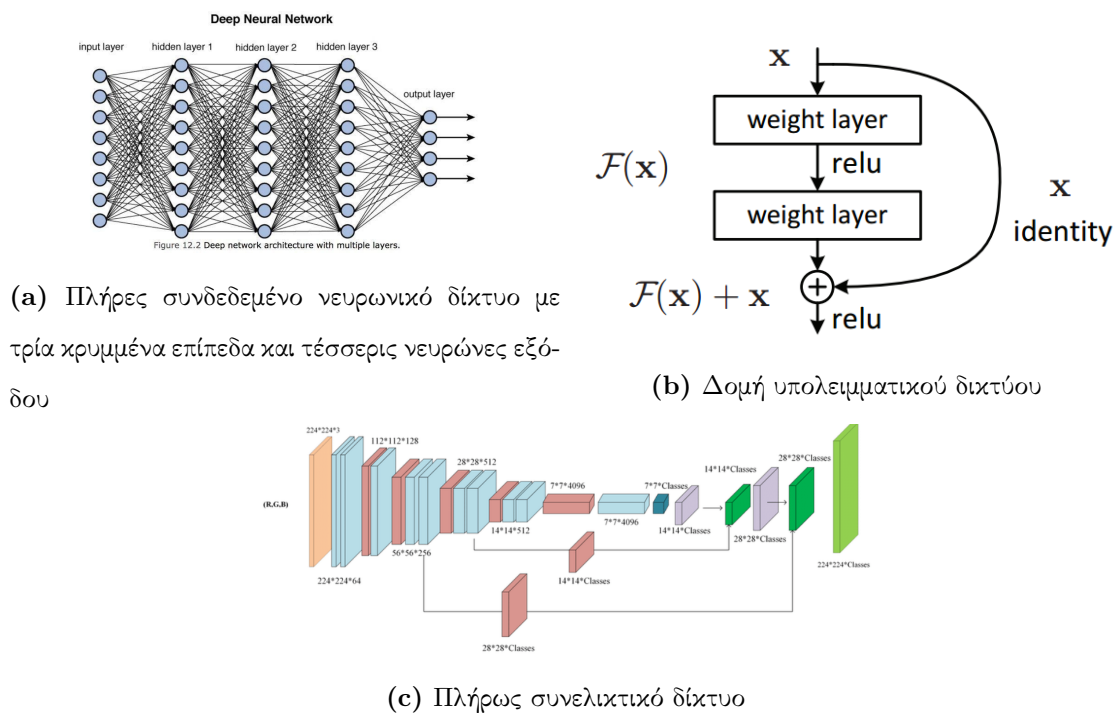 Deep Neural Network
input layer
hidden layer 1
hidden layer 2
hidden layer 3
output layer
Figure 12.2 Deep network architecture with multiple layers.
(a) Πλήρες συνδεδεμένο νευρωνικό δίκτυο με
τρία κρυμμένα επίπεδα και τέσσερις νευρώνες εξό-
δου
x
weight layer
F(x)
relu
weight layer
x
identity
F(x) + x
+
relu
(b) Δομή υπολειμματικού δικτύου
224*224*3
(R,G,B)
224*224*64
112*112*128
56*56*256
28*28*512
14*14*512
7*7*4096
7*7*4096
7*7*Classes
14*14*Classes
14*14*Classes
28*28*Classes
28*28*Classes
224*224*Classes
14*14*Classes
28*28*Classes
(c) Πλήρως συνελικτικό δίκτυο